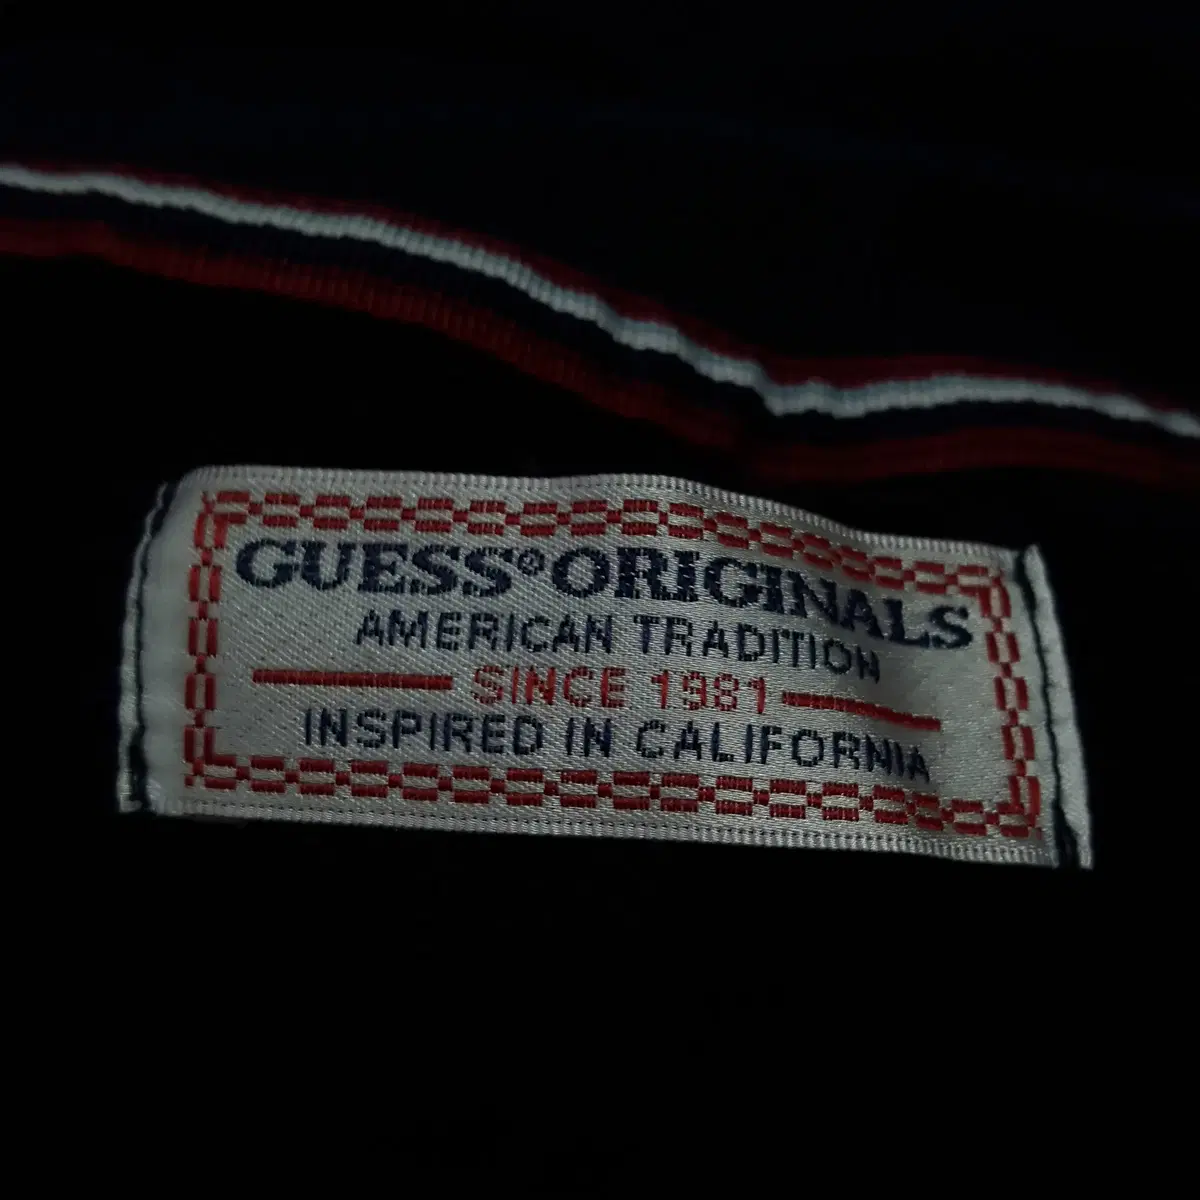 GUESS® ORIGINALS
AMERICAN TRADITION
SINCE 1981
INSPIRED IN CALIFORNIA